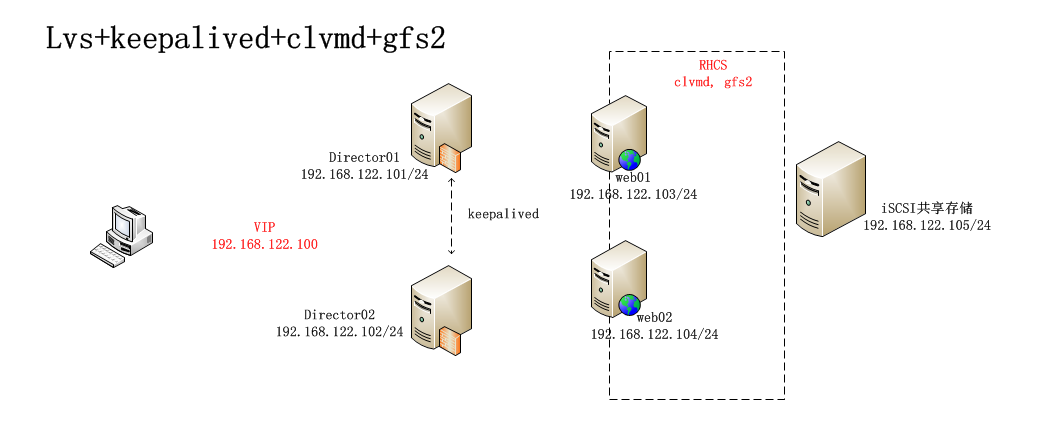 Lvs+keepalived+clvmd+gfs2
RHCS
clvmd, gfs2
Director01
192.168.122.101/24
web01
192.168.122.103/24
iSCSI共享存储
192.168.122.105/24
keepalived
VIP
192.168.122.100
Director02
192.168.122.102/24
web02
192.168.122.104/24